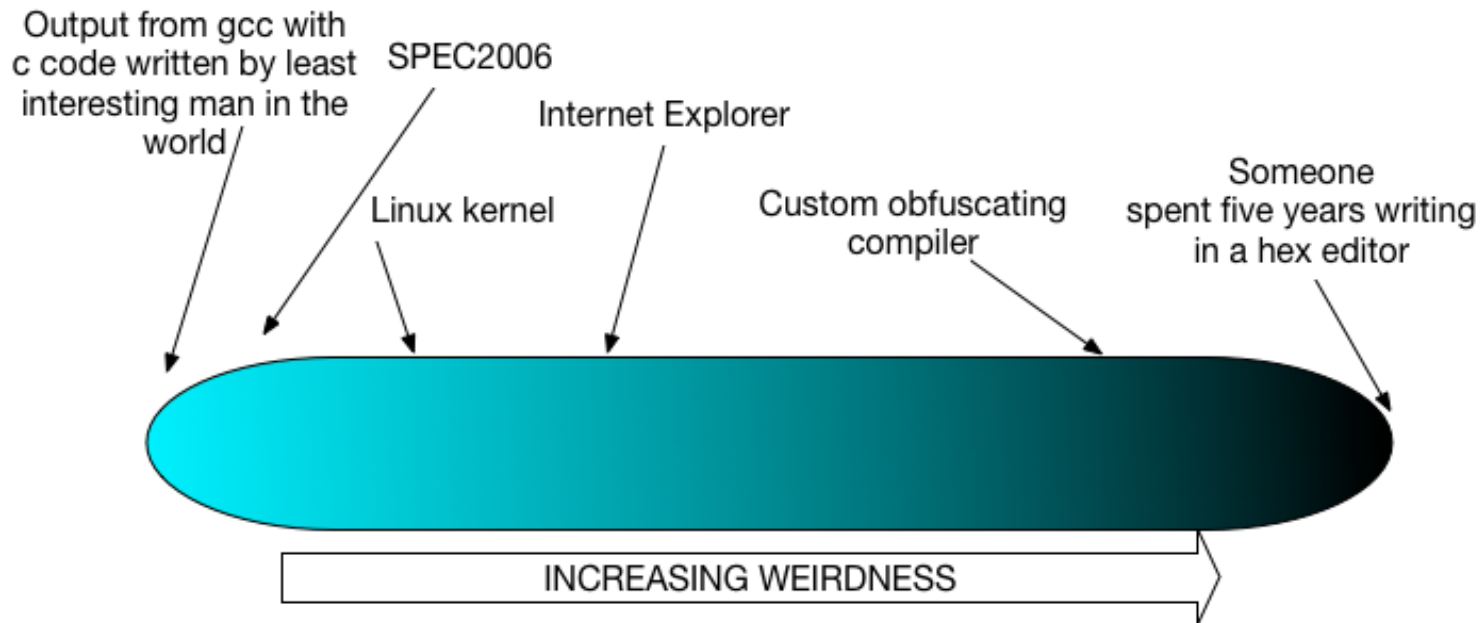 Output from gcc with
c code written by least
interesting man in the
world
SPEC2006
Internet Explorer
Linux kernel
Custom obfuscating
compiler
Someone
spent five years writing
in a hex editor
INCREASING WEIRDNESS